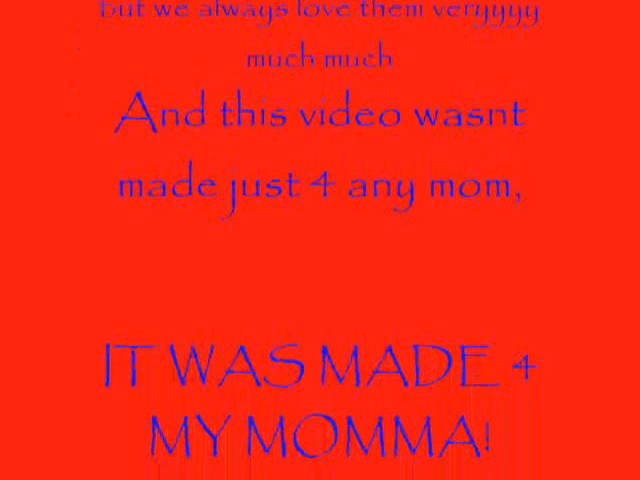 but we always love them veryyyy
much much
And this video wasnt
made just 4 any mom,
IT WAS MADE 4
MY MOMMA!